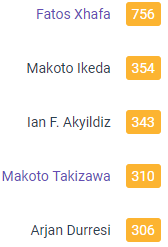 Fatos Xhafa 756
Makoto Ikeda 354
Ian F. Akyildiz 343
Makoto Takizawa 310
Arjan Durresi 306